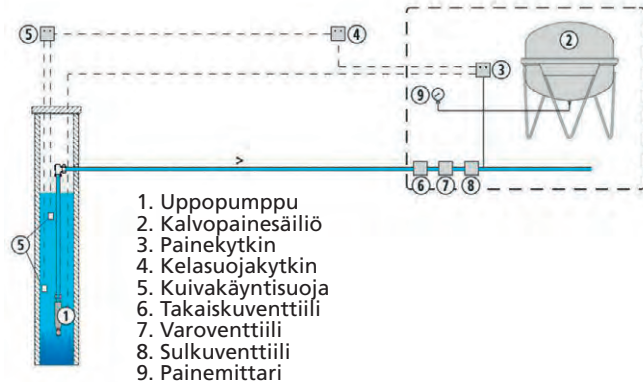 5
4
2
3
9
>
6 7 8
5
1
1. Uppopumppu
2. Kalvopainesäiliö
3. Painekytkin
4. Kelasuojakytkin
5. Kuivakäyntisuoja
6. Takaiskuventtiili
7. Varoventtiili
8. Sulkuventtiili
9. Painemittari